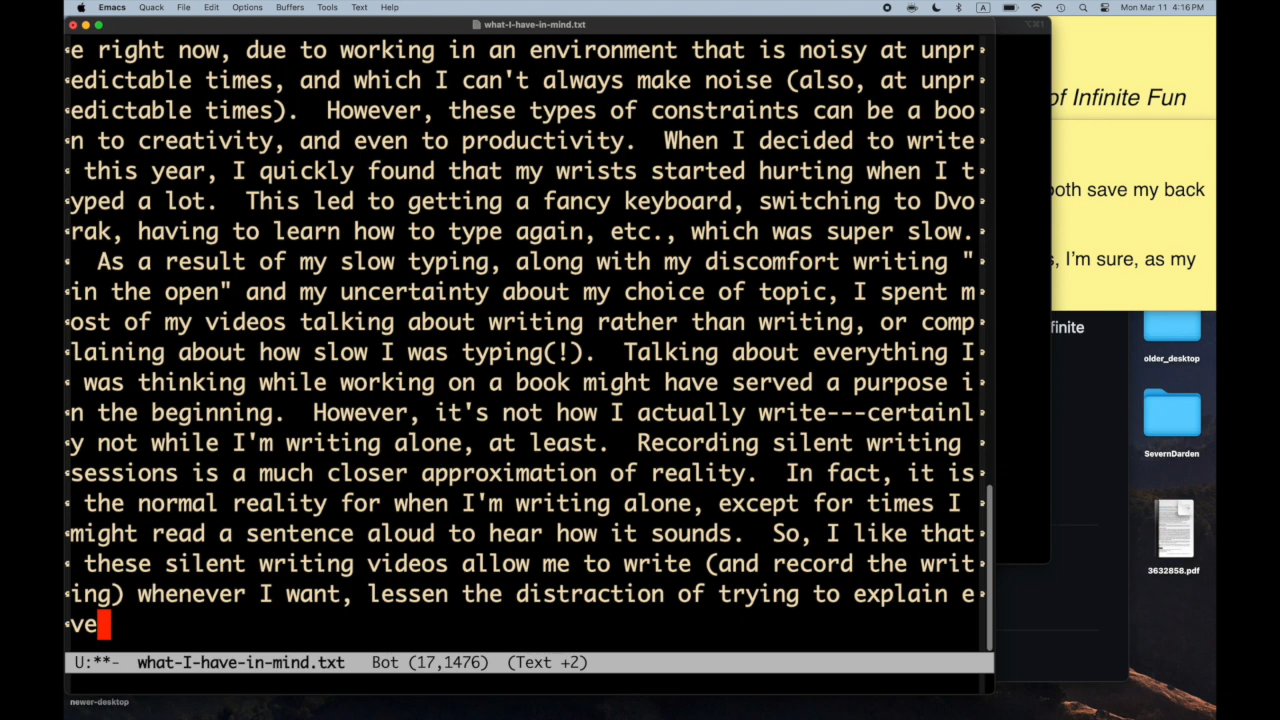 Emacs Quack File Edit Options Buffers Tools Text Help
A
Mon Mar 11 4:16 PM
what-I-have-in-mind.txt
⌥⌘1
e right now, due to working in an environment that is noisy at unpr
edictable times, and which I can't always make noise (also, at unpr
edictable times).  However, these types of constraints can be a boo
n to creativity, and even to productivity.  When I decided to write
this year, I quickly found that my wrists started hurting when I t
yped a lot.  This led to getting a fancy keyboard, switching to Dvo
rak, having to learn how to type again, etc., which was super slow.
As a result of my slow typing, along with my discomfort writing "
in the open" and my uncertainty about my choice of topic, I spent m
ost of my videos talking about writing rather than writing, or comp
laining about how slow I was typing(!).  Talking about everything I
was thinking while working on a book might have served a purpose i
n the beginning.  However, it's not how I actually write---certainl
y not while I'm writing alone, at least.  Recording silent writing
sessions is a much closer approximation of reality.  In fact, it is
the normal reality for when I'm writing alone, except for times I
might read a sentence aloud to hear how it sounds.  So, I like that
these silent writing videos allow me to write (and record the writ
ing) whenever I want, lessen the distraction of trying to explain e
ve
U:**-  what-I-have-in-mind.txt   Bot (17,1476)  (Text +2)
of Infinite Fun
both save my back
s, I'm sure, as my
finite
older_desktop
SevernDarden
3632858.pdf
newer-desktop